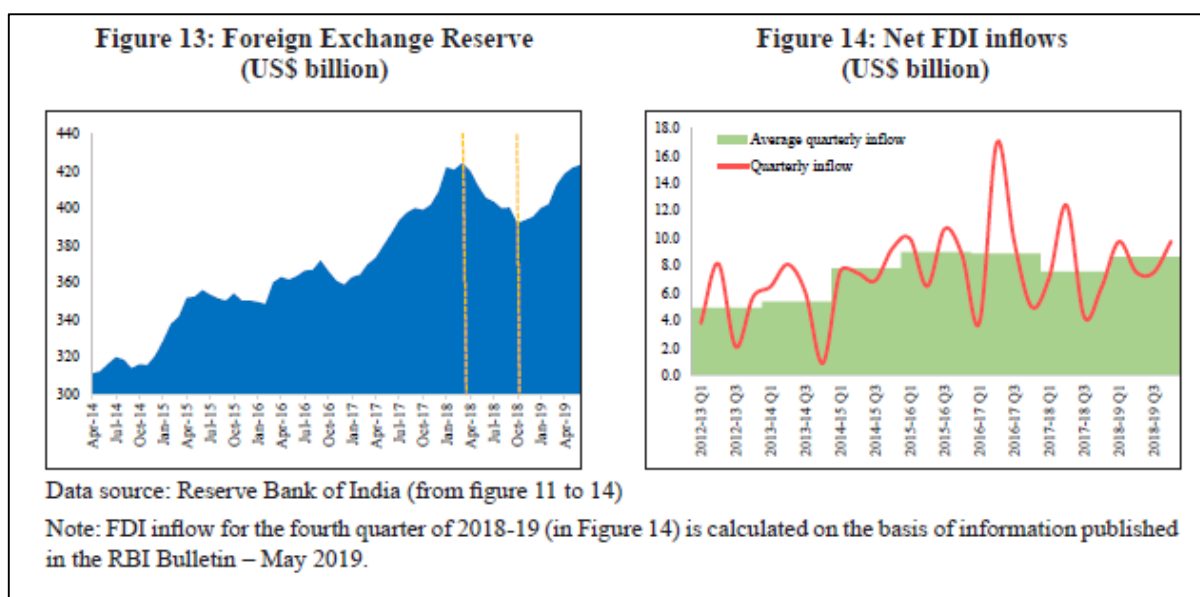 Figure 13: Foreign Exchange Reserve
(US$ billion)
440
420
400
380
360
340
320
300
Apr-14
Jul-14
Oct-14
Jan-15
Apr-15
Jul-15
Oct-15
Jan-16
Apr-16
Jul-16
Oct-16
Jan-17
Apr-17
Jul-17
Oct-17
Jan-18
Apr-18
Jul-18
Oct-18
Jan-19
Apr-19
Figure 14: Net FDI inflows
(US$ billion)
18.0
16.0
14.0
12.0
10.0
8.0
6.0
4.0
2.0
0.0
Average quarterly inflow
Quarterly inflow
2012-13 Q1
2012-13 Q3
2013-14 Q1
2013-14 Q3
2014-15 Q1
2014-15 Q3
2015-16 Q1
2015-16 Q3
2016-17 Q1
2016-17 Q3
2017-18 Q1
2017-18 Q3
2018-19 Q1
2018-19 Q3
Data source: Reserve Bank of India (from figure 11 to 14)
Note: FDI inflow for the fourth quarter of 2018-19 (in Figure 14) is calculated on the basis of information published
in the RBI Bulletin – May 2019.